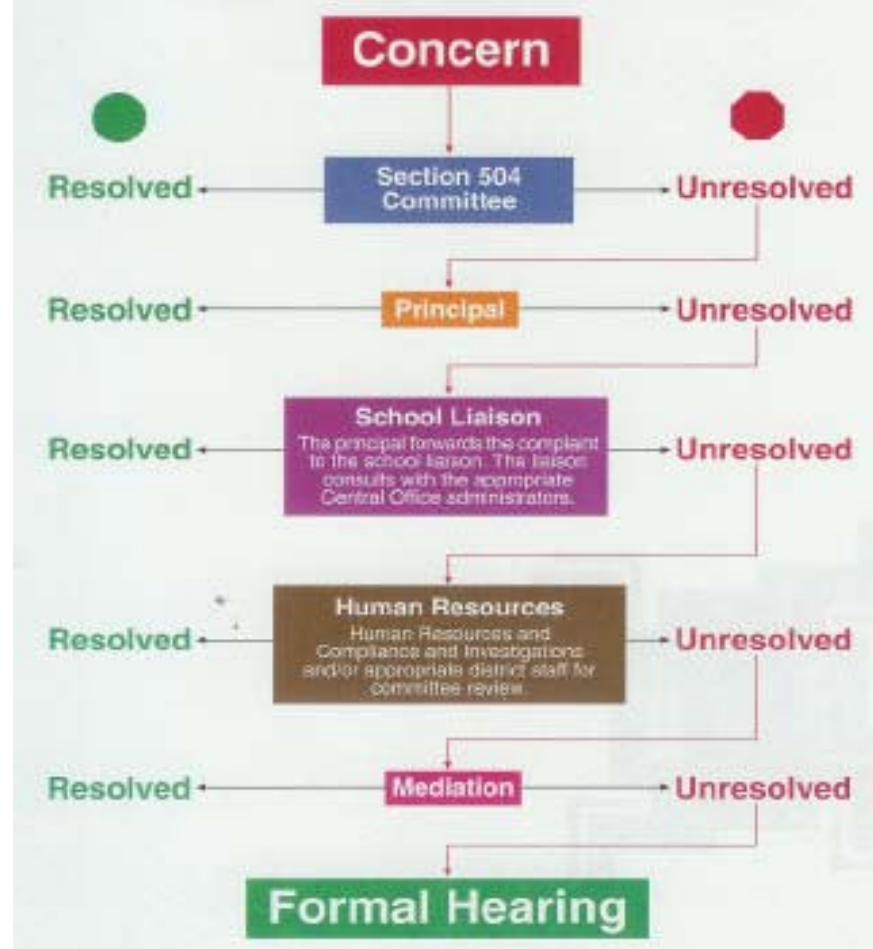 Concern
Resolved
Section 504
Committee
Unresolved
Resolved
Principal
Unresolved
School Liaison
The principal forwards the complaint
to the school liaison. The liaison
consults with the appropriate
Central Office administrators.
Resolved
Unresolved
Human Resources
Human Resources and
Compliance and Investigations
and/or appropriate district staff for
committee review.
Resolved
Unresolved
Resolved
Mediation
Unresolved
Formal Hearing